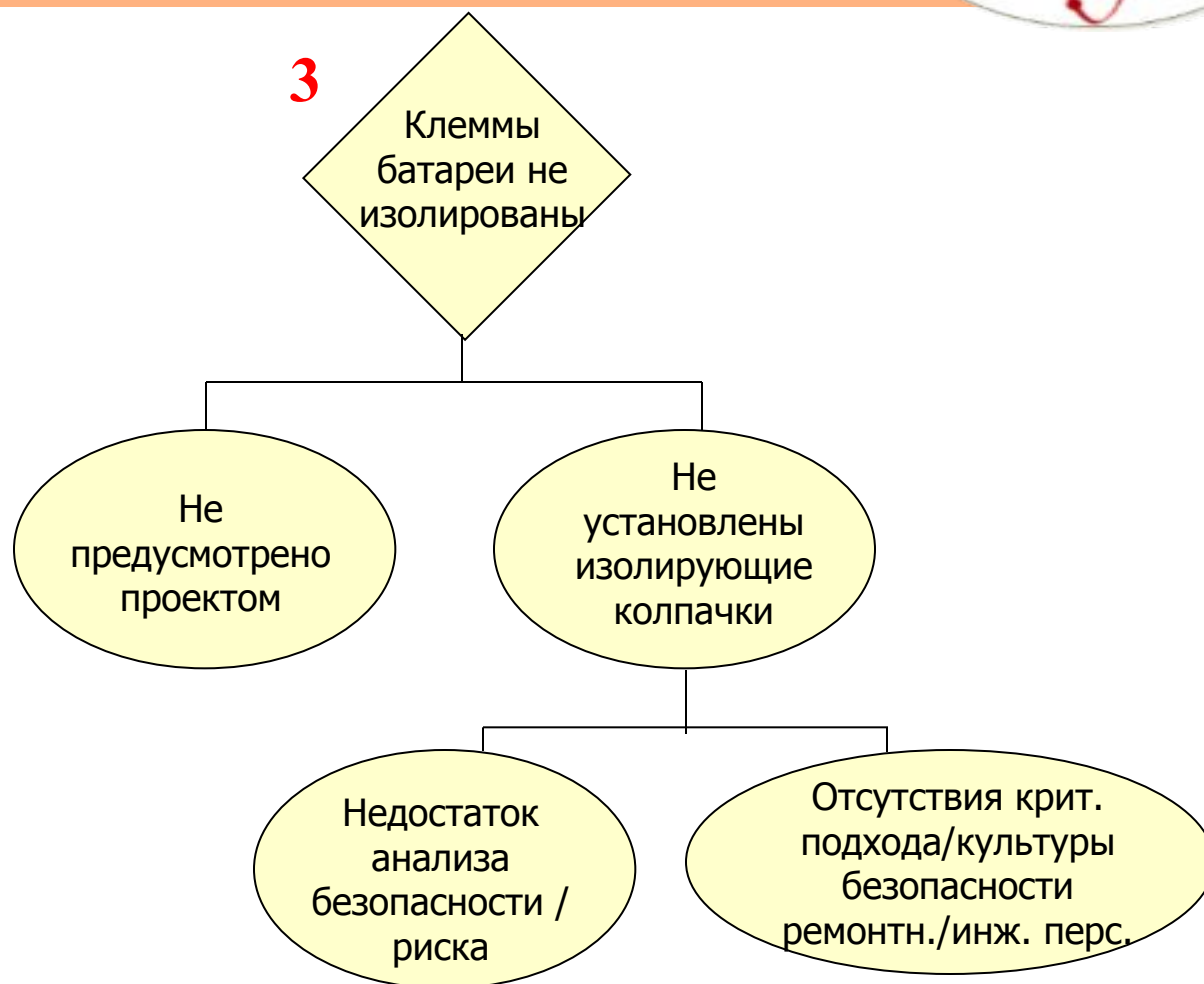 3
Клеммы
батареи не
изолированы
Не
предусмотрено
проектом
Не
установлены
изолирующие
колпачки
Недостаток
анализа
безопасности /
риска
Отсутствия крит.
подхода/культуры
безопасности
ремонтн./инж. перс.